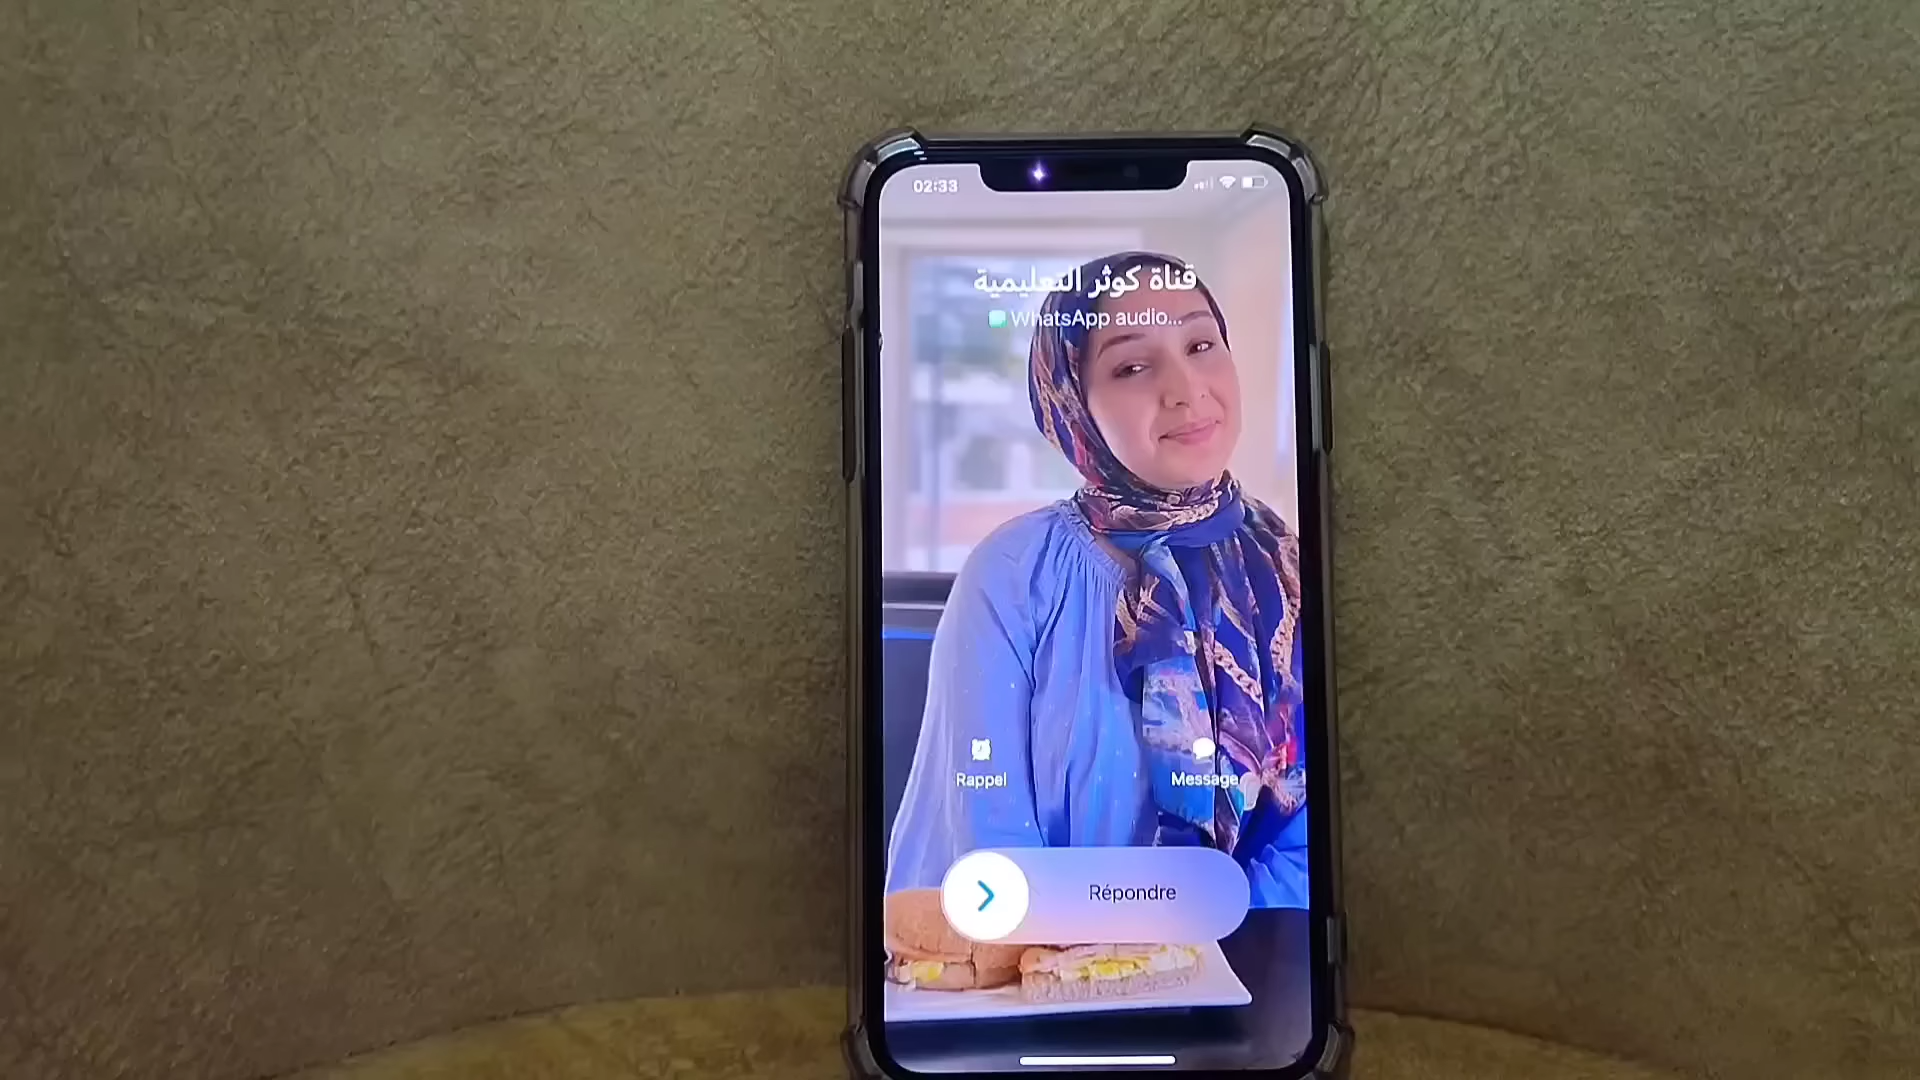 02:33
قناة كوثر التعليمية
WhatsApp audio...
Rappel
Message
Répondre